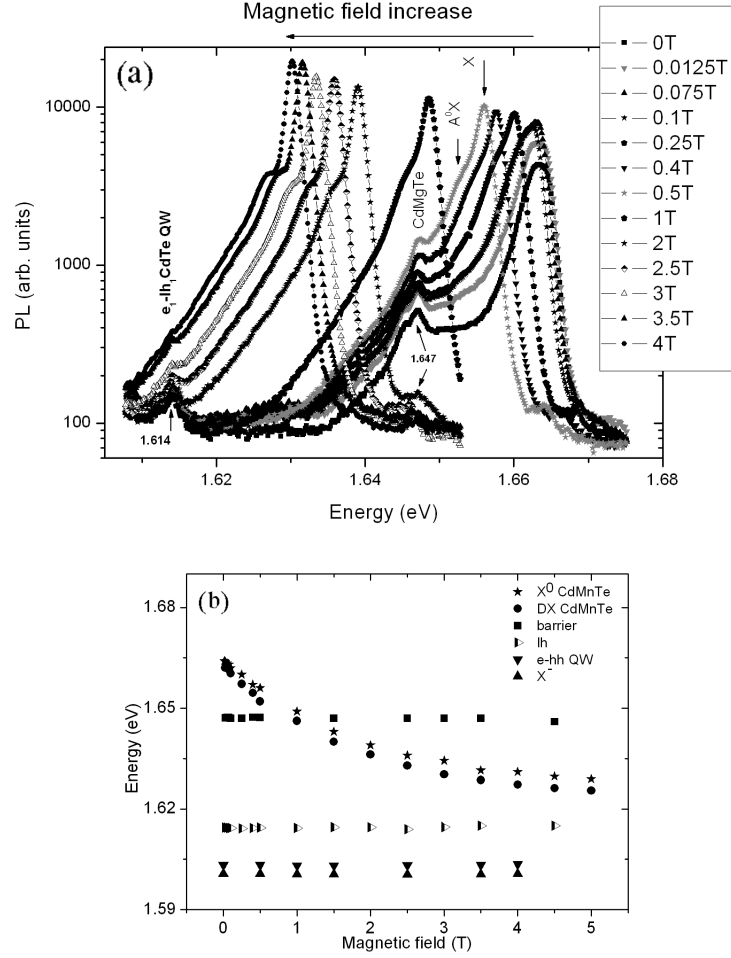 Magnetic field increase
(a)
X
A⁰X
CdMgTe
e₁-lh₁CdTe QW
1.647
1.614
0T
0.0125T
0.075T
0.1T
0.25T
0.4T
0.5T
1T
2T
2.5T
3T
3.5T
4T
PL (arb. units)
10000
1000
100
1.62
1.64
1.66
1.68
Energy (eV)
(b)
X⁰ CdMnTe
DX CdMnTe
barrier
lh
e-hh QW
X⁻
Energy (eV)
1.68
1.65
1.62
1.59
0
1
2
3
4
5
Magnetic field (T)